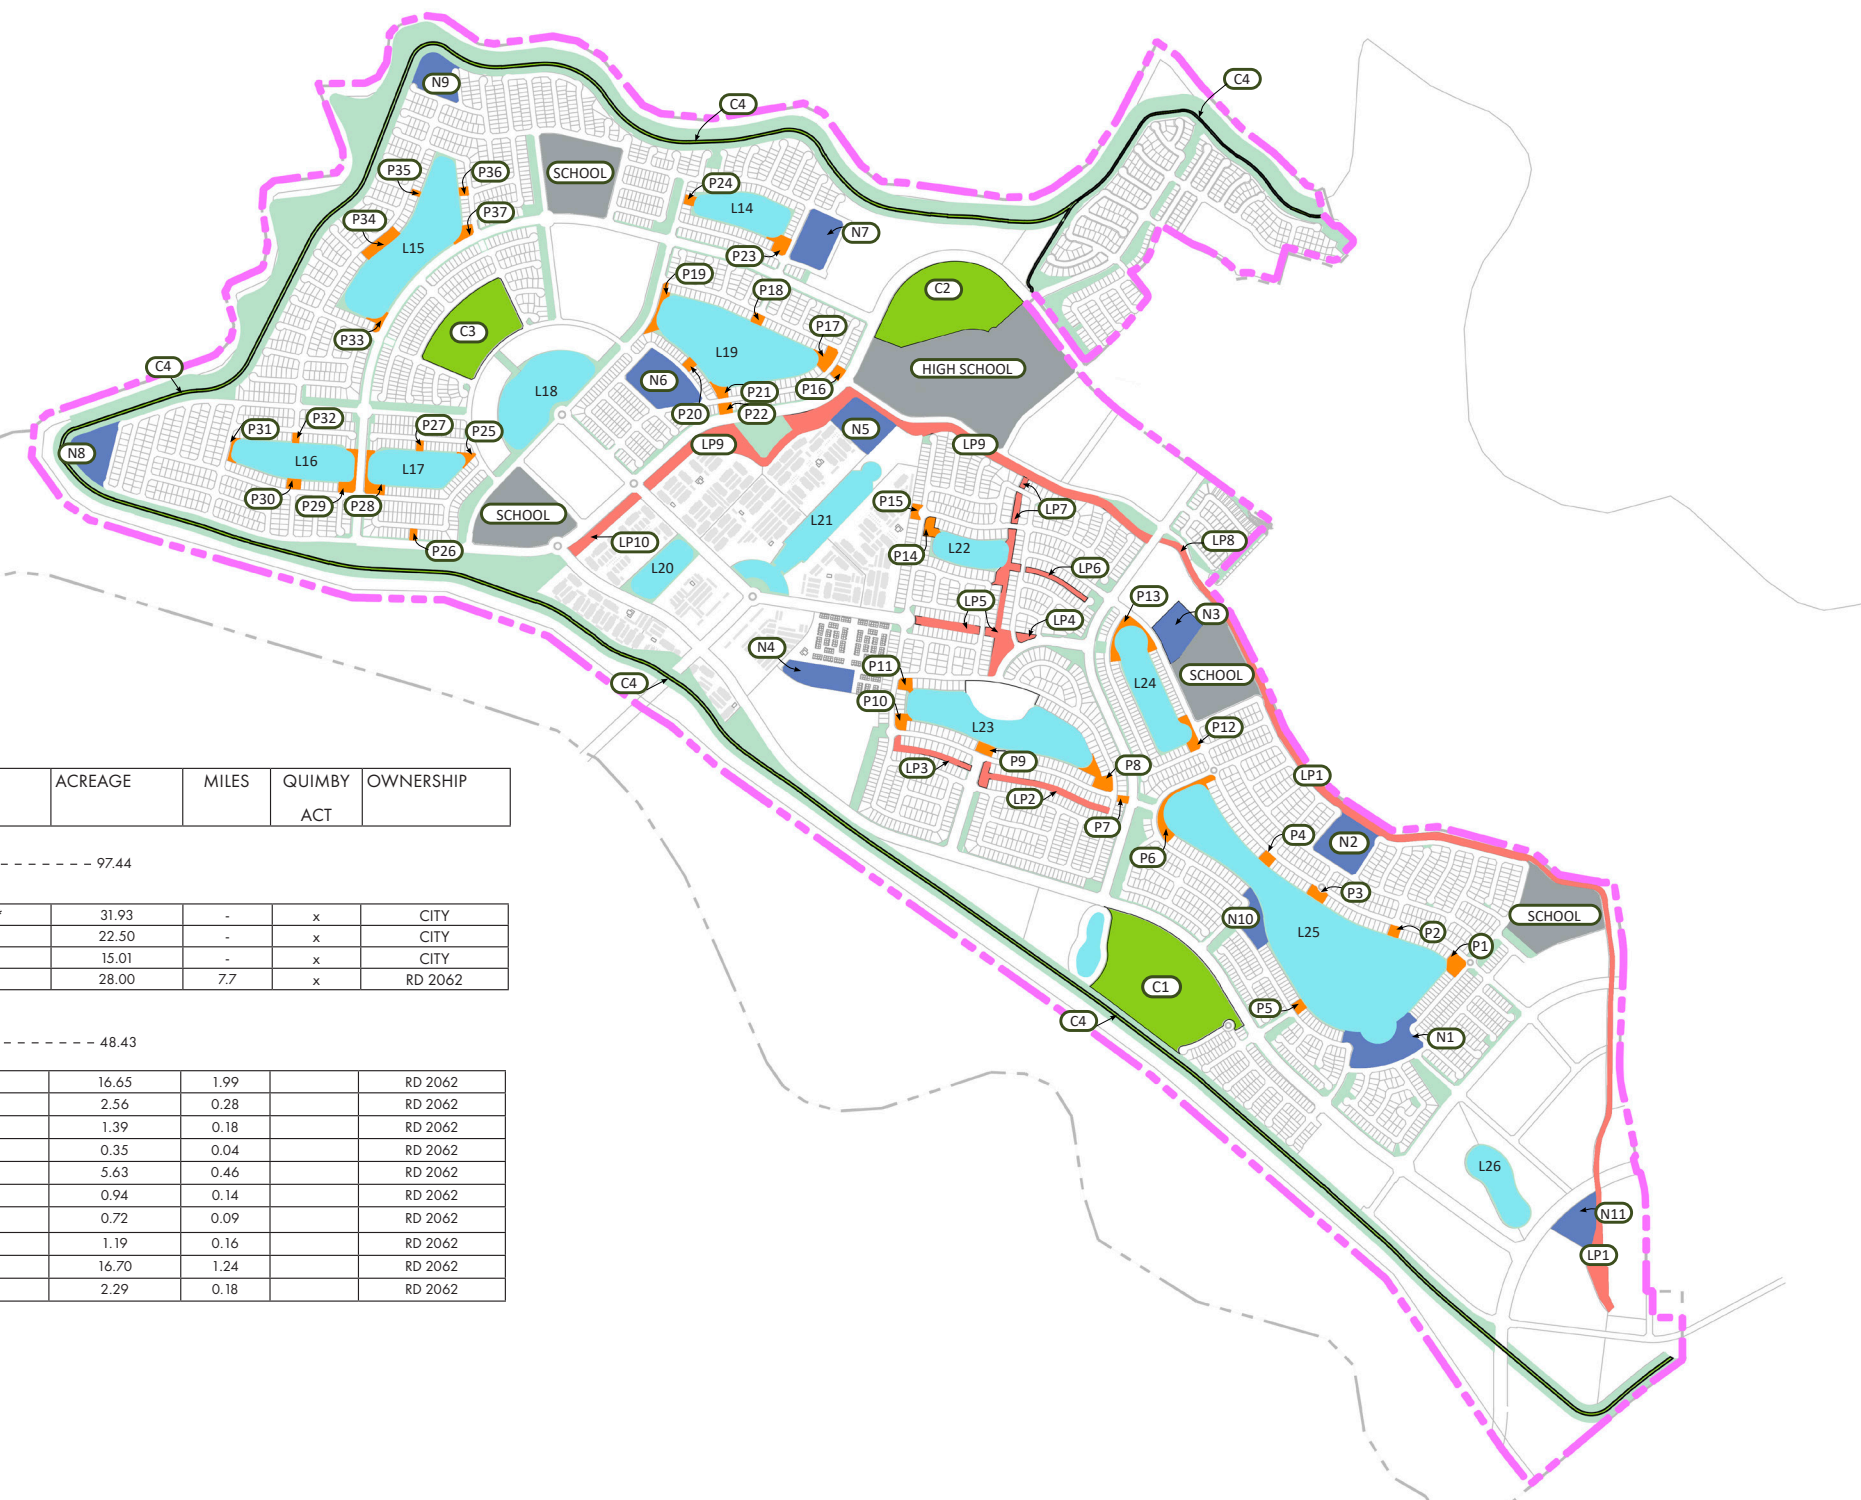 C4
C4
N9
SCHOOL
P35
P36
P24
L14
N7
P34
P37
L15
P23
P19
P18
C2
P17
C3
P33
L19
HIGH SCHOOL
C4
L18
N6
P16
P21
P20
P22
P31
P32
P27
P25
N5
LP9
LP9
N8
L16
L17
P30
P29
P28
SCHOOL
P15
LP7
L21
P26
LP10
P14
L22
LP8
L20
LP6
P13
LP5
LP4
N3
N4
P11
SCHOOL
C4
L24
P10
L23
P12
LP3
P9
P8
LP1
LP2
P7
P4
N2
P6
P3
SCHOOL
N10
L25
P2
P1
C1
P5
C4
N1
L26
N11
LP1
ACREAGE MILES QUIMBY OWNERSHIP
ACT
- - - - - - - 97.44
31.93 - x CITY
22.50 - x CITY
15.01 - x CITY
28.00 7.7 x RD 2062
- - - - - - - 48.43
16.65 1.99 RD 2062
2.56 0.28 RD 2062
1.39 0.18 RD 2062
0.35 0.04 RD 2062
5.63 0.46 RD 2062
0.94 0.14 RD 2062
0.72 0.09 RD 2062
1.19 0.16 RD 2062
16.70 1.24 RD 2062
2.29 0.18 RD 2062